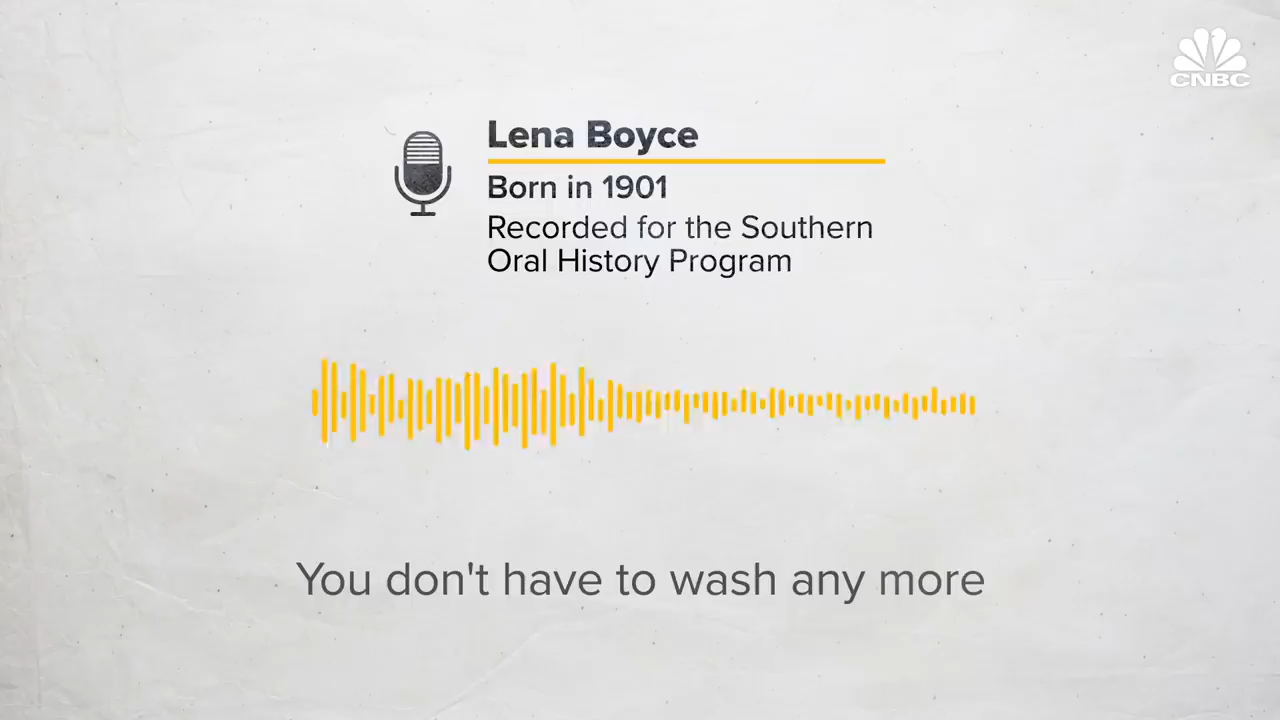 CNBC
Lena Boyce
Born in 1901
Recorded for the Southern
Oral History Program
You don't have to wash any more